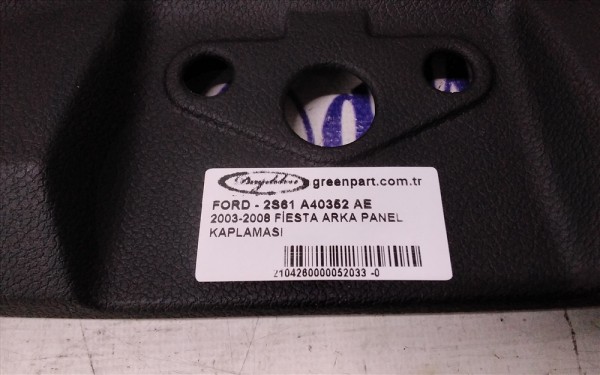 greenpart.com.tr
FORD - 2S61 A40352 AE
2003-2008 FİESTA ARKA PANEL
KAPLAMASI
2104260000052033 -0